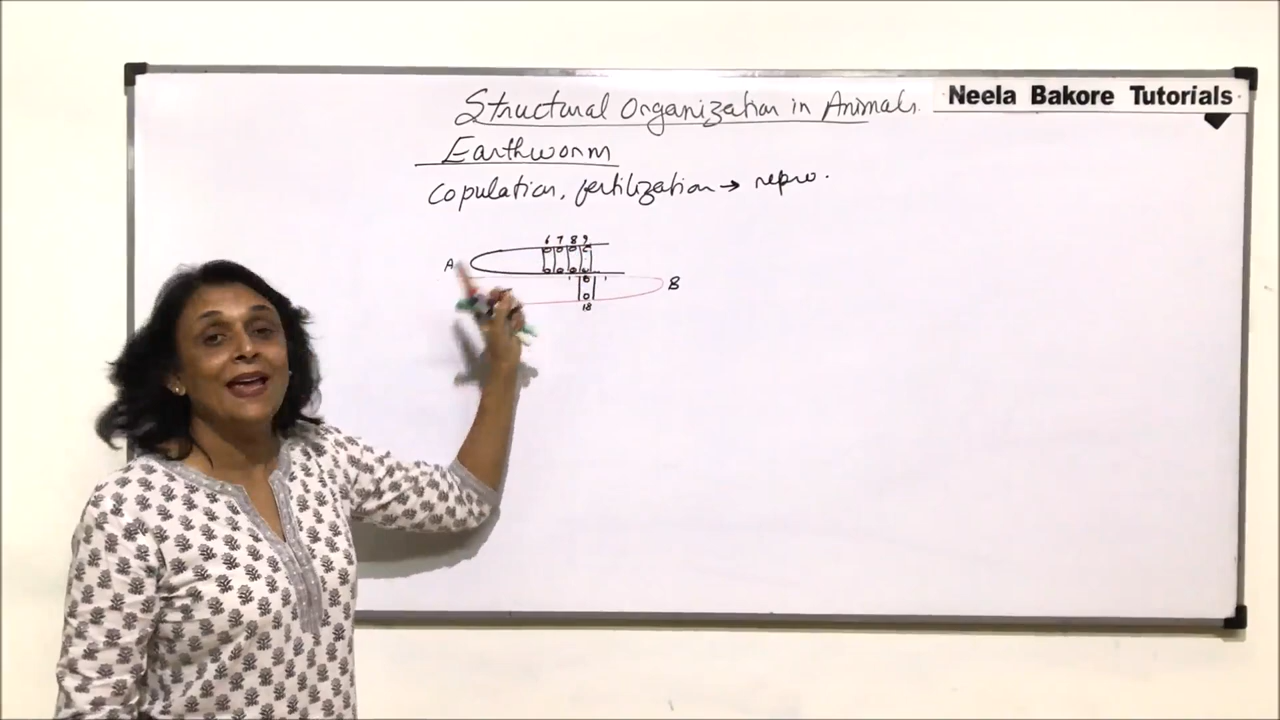 Structural Organization in Animals.
Neela Bakore Tutorials
Earthworm
Copulation, fertilization → repro.
6 7 8 9
A
B
18